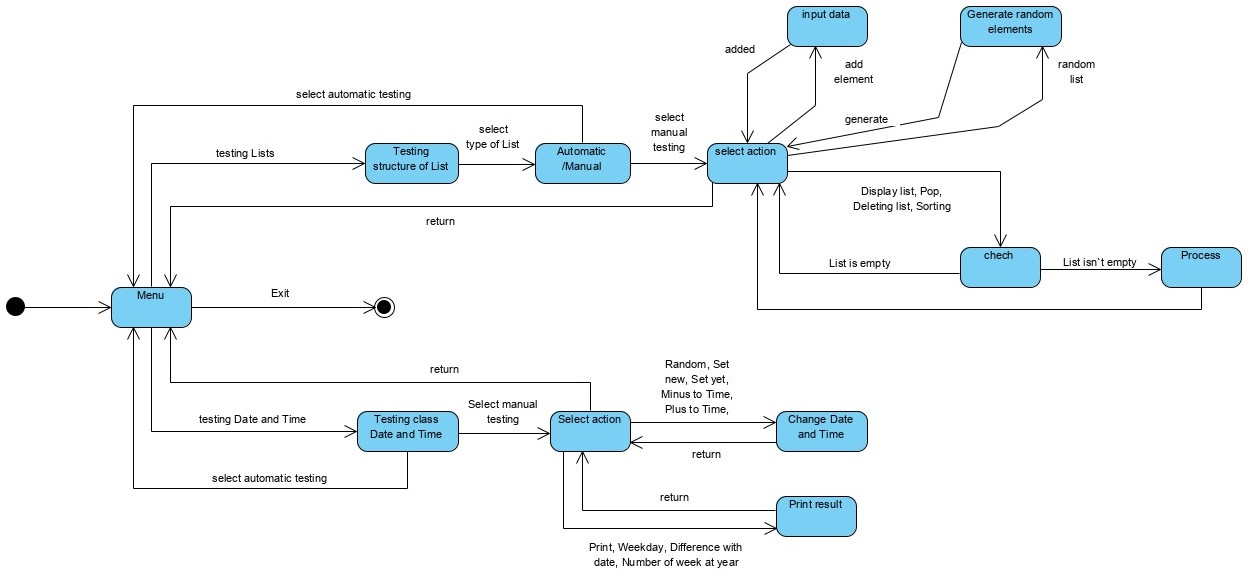 input data
Generate random
elements
added
add
element
random
list
select automatic testing
select
manual
testing
generate
select
type of List
testing Lists
Testing
structure of List
Automatic
/Manual
select action
Display list, Pop,
Deleting list, Sorting
return
chech
List is empty
List isn`t empty
Process
Menu
Exit
return
Random, Set
new, Set yet,
Minus to Time,
Plus to Time,
testing Date and Time
Select manual
testing
Testing class
Date and Time
Select action
Change Date
and Time
return
select automatic testing
return
Print result
Print, Weekday, Difference with
date, Number of week at year